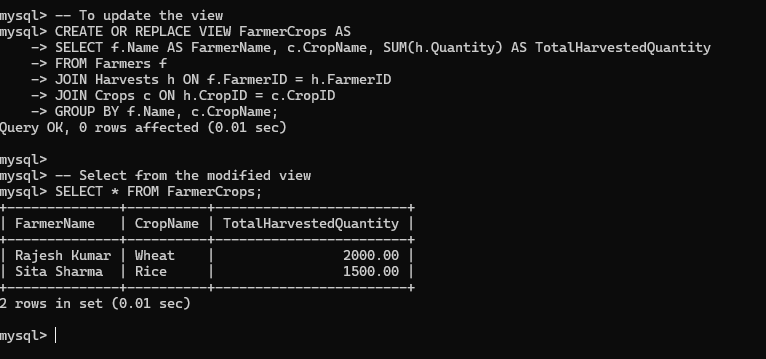 mysql> -- To update the view
mysql> CREATE OR REPLACE VIEW FarmerCrops AS
    -> SELECT f.Name AS FarmerName, c.CropName, SUM(h.Quantity) AS TotalHarvestedQuantity
    -> FROM Farmers f
    -> JOIN Harvests h ON f.FarmerID = h.FarmerID
    -> JOIN Crops c ON h.CropID = c.CropID
    -> GROUP BY f.Name, c.CropName;
Query OK, 0 rows affected (0.01 sec)

mysql>
mysql> -- Select from the modified view
mysql> SELECT * FROM FarmerCrops;
+--------------+----------+------------------------+
| FarmerName   | CropName | TotalHarvestedQuantity |
+--------------+----------+------------------------+
| Rajesh Kumar | Wheat    |                2000.00 |
| Sita Sharma  | Rice     |                1500.00 |
+--------------+----------+------------------------+
2 rows in set (0.01 sec)

mysql>